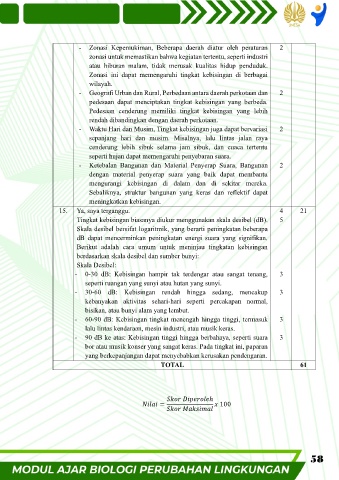 - Zonasi Kepemukiman, Beberapa daerah diatur oleh peraturan 2
zonasi untuk memastikan bahwa kegiatan tertentu, seperti industri
atau hiburan malam, tidak merusak kualitas hidup penduduk.
Zonasi ini dapat memengaruhi tingkat kebisingan di berbagai
wilayah.
- Geografi Urban dan Rural, Perbedaan antara daerah perkotaan dan 2
pedesaan dapat menciptakan tingkat kebisingan yang berbeda.
Pedesaan cenderung memiliki tingkat kebisingan yang lebih
rendah dibandingkan dengan daerah perkotaan.
- Waktu Hari dan Musim, Tingkat kebisingan juga dapat bervariasi 2
sepanjang hari dan musim. Misalnya, lalu lintas jalan raya
cenderung lebih sibuk selama jam sibuk, dan cuaca tertentu
seperti hujan dapat memengaruhi penyebaran suara.
- Ketebalan Bangunan dan Material Penyerap Suara, Bangunan 2
dengan material penyerap suara yang baik dapat membantu
mengurangi kebisingan di dalam dan di sekitar mereka.
Sebaliknya, struktur bangunan yang keras dan reflektif dapat
meningkatkan kebisingan.
15. Ya, saya terganggu. 4 21
Tingkat kebisingan biasanya diukur menggunakan skala desibel (dB). 5
Skala desibel bersifat logaritmik, yang berarti peningkatan beberapa
dB dapat mencerminkan peningkatan energi suara yang signifikan.
Berikut adalah cara umum untuk meninjau tingkatan kebisingan
berdasarkan skala desibel dan sumber bunyi:
Skala Desibel:
- 0-30 dB: Kebisingan hampir tak terdengar atau sangat tenang, 3
seperti ruangan yang sunyi atau hutan yang sunyi.
- 30-60 dB: Kebisingan rendah hingga sedang, mencakup 3
kebanyakan aktivitas sehari-hari seperti percakapan normal,
bisikan, atau bunyi alam yang lembut.
- 60-90 dB: Kebisingan tingkat menengah hingga tinggi, termasuk 3
lalu lintas kendaraan, mesin industri, atau musik keras.
- 90 dB ke atas: Kebisingan tinggi hingga berbahaya, seperti suara 3
bor atau musik konser yang sangat keras. Pada tingkat ini, paparan
yang berkepanjangan dapat menyebabkan kerusakan pendengaran.
TOTAL 61
Nilai = Skor Diperoleh / Skor Maksimal x 100
58
MODUL AJAR BIOLOGI PERUBAHAN LINGKUNGAN